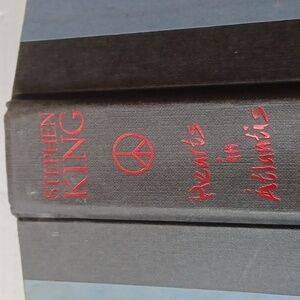 STEPHEN
KING
Hearts
in
Atlantis